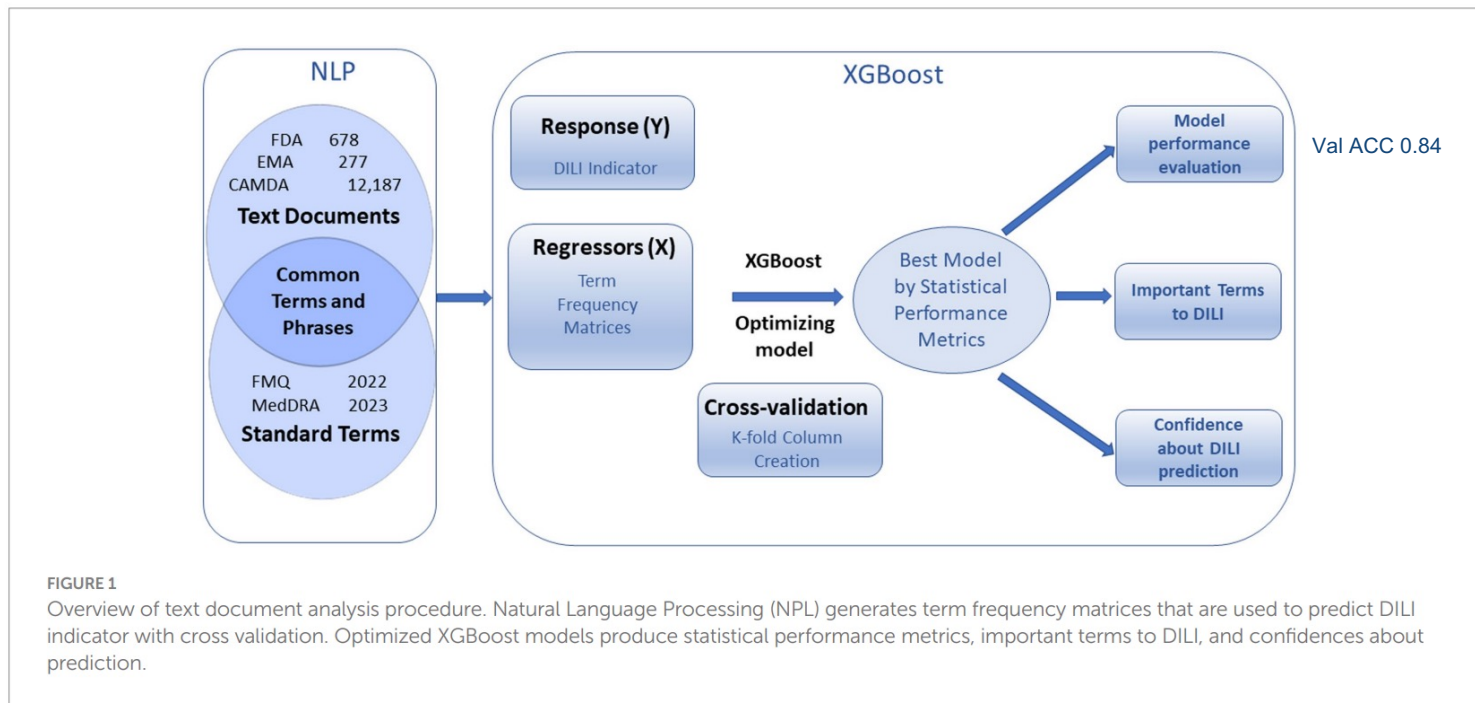 NLP
FDA 678
EMA 277
CAMDA 12,187
Text Documents
Common
Terms and
Phrases
FMQ 2022
MedDRA 2023
Standard Terms
XGBoost
Response (Y)
DILI Indicator
Regressors (X)
Term
Frequency
Matrices
XGBoost
Optimizing
model
Cross-validation
K-fold Column
Creation
Best Model
by Statistical
Performance
Metrics
Model
performance
evaluation
Important Terms
to DILI
Confidence
about DILI
prediction
Val ACC 0.84
FIGURE 1
Overview of text document analysis procedure. Natural Language Processing (NPL) generates term frequency matrices that are used to predict DILI
indicator with cross validation. Optimized XGBoost models produce statistical performance metrics, important terms to DILI, and confidences about
prediction.